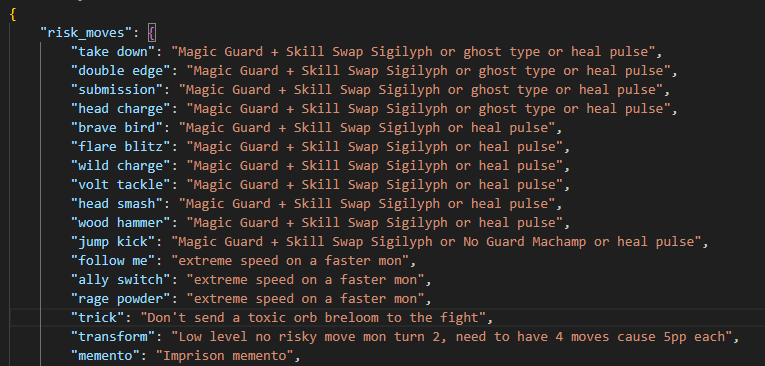 {
"risk_moves": {
"take down": "Magic Guard + Skill Swap Sigilyph or ghost type or heal pulse",
"double edge": "Magic Guard + Skill Swap Sigilyph or ghost type or heal pulse",
"submission": "Magic Guard + Skill Swap Sigilyph or ghost type or heal pulse",
"head charge": "Magic Guard + Skill Swap Sigilyph or ghost type or heal pulse",
"brave bird": "Magic Guard + Skill Swap Sigilyph or heal pulse",
"flare blitz": "Magic Guard + Skill Swap Sigilyph or heal pulse",
"wild charge": "Magic Guard + Skill Swap Sigilyph or heal pulse",
"volt tackle": "Magic Guard + Skill Swap Sigilyph or heal pulse",
"head smash": "Magic Guard + Skill Swap Sigilyph or heal pulse",
"wood hammer": "Magic Guard + Skill Swap Sigilyph or heal pulse",
"jump kick": "Magic Guard + Skill Swap Sigilyph or No Guard Machamp or heal pulse",
"follow me": "extreme speed on a faster mon",
"ally switch": "extreme speed on a faster mon",
"rage powder": "extreme speed on a faster mon",
"trick": "Don't send a toxic orb breloom to the fight",
"transform": "Low level no risky move mon turn 2, need to have 4 moves cause 5pp each",
"memento": "Imprison memento",